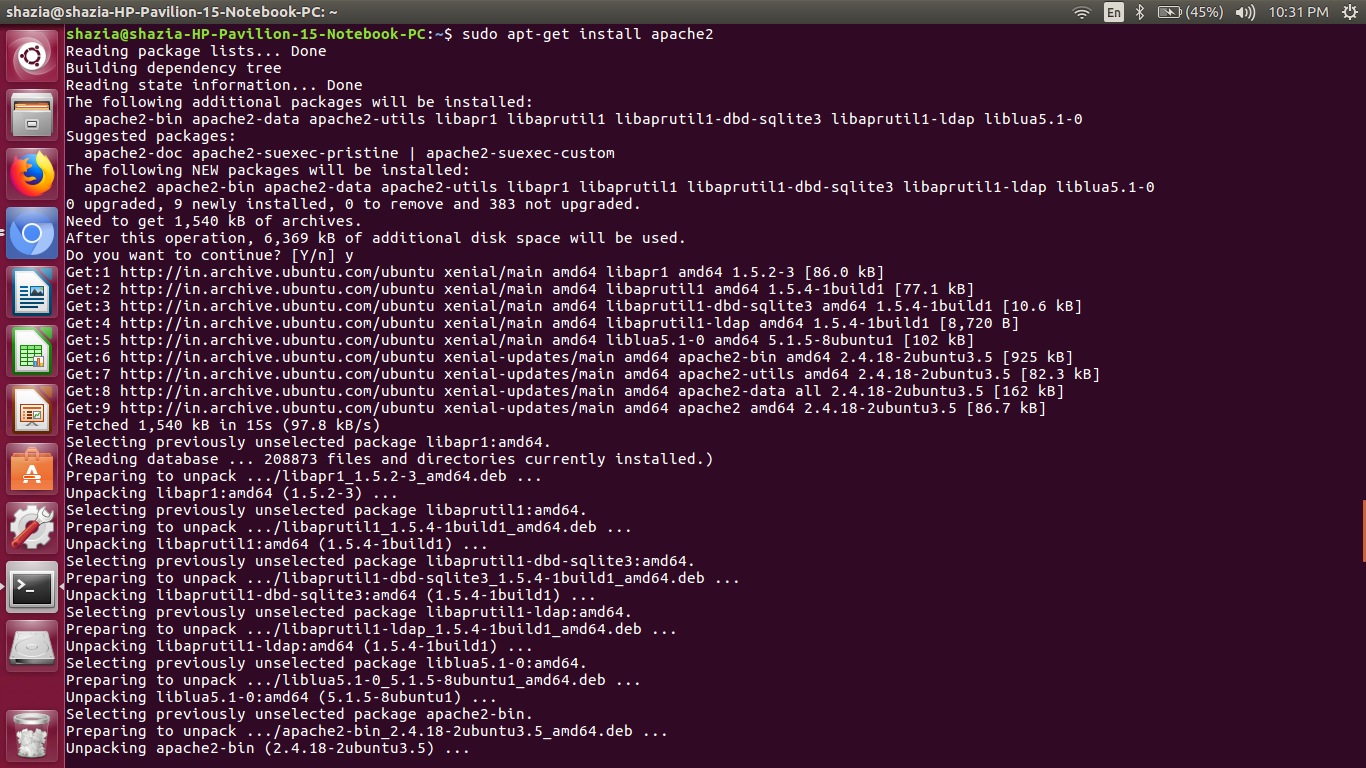 shazia@shazia-HP-Pavilion-15-Notebook-PC: ~
En (45%) 10:31 PM
shazia@shazia-HP-Pavilion-15-Notebook-PC:~$ sudo apt-get install apache2
Reading package lists... Done
Building dependency tree
Reading state information... Done
The following additional packages will be installed:
  apache2-bin apache2-data apache2-utils libapr1 libaprutil1 libaprutil1-dbd-sqlite3 libaprutil1-ldap liblua5.1-0
Suggested packages:
  apache2-doc apache2-suexec-pristine | apache2-suexec-custom
The following NEW packages will be installed:
  apache2 apache2-bin apache2-data apache2-utils libapr1 libaprutil1 libaprutil1-dbd-sqlite3 libaprutil1-ldap liblua5.1-0
0 upgraded, 9 newly installed, 0 to remove and 383 not upgraded.
Need to get 1,540 kB of archives.
After this operation, 6,369 kB of additional disk space will be used.
Do you want to continue? [Y/n] y
Get:1 http://in.archive.ubuntu.com/ubuntu xenial/main amd64 libapr1 amd64 1.5.2-3 [86.0 kB]
Get:2 http://in.archive.ubuntu.com/ubuntu xenial/main amd64 libaprutil1 amd64 1.5.4-1build1 [77.1 kB]
Get:3 http://in.archive.ubuntu.com/ubuntu xenial/main amd64 libaprutil1-dbd-sqlite3 amd64 1.5.4-1build1 [10.6 kB]
Get:4 http://in.archive.ubuntu.com/ubuntu xenial/main amd64 libaprutil1-ldap amd64 1.5.4-1build1 [8,720 B]
Get:5 http://in.archive.ubuntu.com/ubuntu xenial/main amd64 liblua5.1-0 amd64 5.1.5-8ubuntu1 [102 kB]
Get:6 http://in.archive.ubuntu.com/ubuntu xenial-updates/main amd64 apache2-bin amd64 2.4.18-2ubuntu3.5 [925 kB]
Get:7 http://in.archive.ubuntu.com/ubuntu xenial-updates/main amd64 apache2-utils amd64 2.4.18-2ubuntu3.5 [82.3 kB]
Get:8 http://in.archive.ubuntu.com/ubuntu xenial-updates/main amd64 apache2-data all 2.4.18-2ubuntu3.5 [162 kB]
Get:9 http://in.archive.ubuntu.com/ubuntu xenial-updates/main amd64 apache2 amd64 2.4.18-2ubuntu3.5 [86.7 kB]
Fetched 1,540 kB in 15s (97.8 kB/s)
Selecting previously unselected package libapr1:amd64.
(Reading database ... 208873 files and directories currently installed.)
Preparing to unpack .../libapr1_1.5.2-3_amd64.deb ...
Unpacking libapr1:amd64 (1.5.2-3) ...
Selecting previously unselected package libaprutil1:amd64.
Preparing to unpack .../libaprutil1_1.5.4-1build1_amd64.deb ...
Unpacking libaprutil1:amd64 (1.5.4-1build1) ...
Selecting previously unselected package libaprutil1-dbd-sqlite3:amd64.
Preparing to unpack .../libaprutil1-dbd-sqlite3_1.5.4-1build1_amd64.deb ...
Unpacking libaprutil1-dbd-sqlite3:amd64 (1.5.4-1build1) ...
Selecting previously unselected package libaprutil1-ldap:amd64.
Preparing to unpack .../libaprutil1-ldap_1.5.4-1build1_amd64.deb ...
Unpacking libaprutil1-ldap:amd64 (1.5.4-1build1) ...
Selecting previously unselected package liblua5.1-0:amd64.
Preparing to unpack .../liblua5.1-0_5.1.5-8ubuntu1_amd64.deb ...
Unpacking liblua5.1-0:amd64 (5.1.5-8ubuntu1) ...
Selecting previously unselected package apache2-bin.
Preparing to unpack .../apache2-bin_2.4.18-2ubuntu3.5_amd64.deb ...
Unpacking apache2-bin (2.4.18-2ubuntu3.5) ...